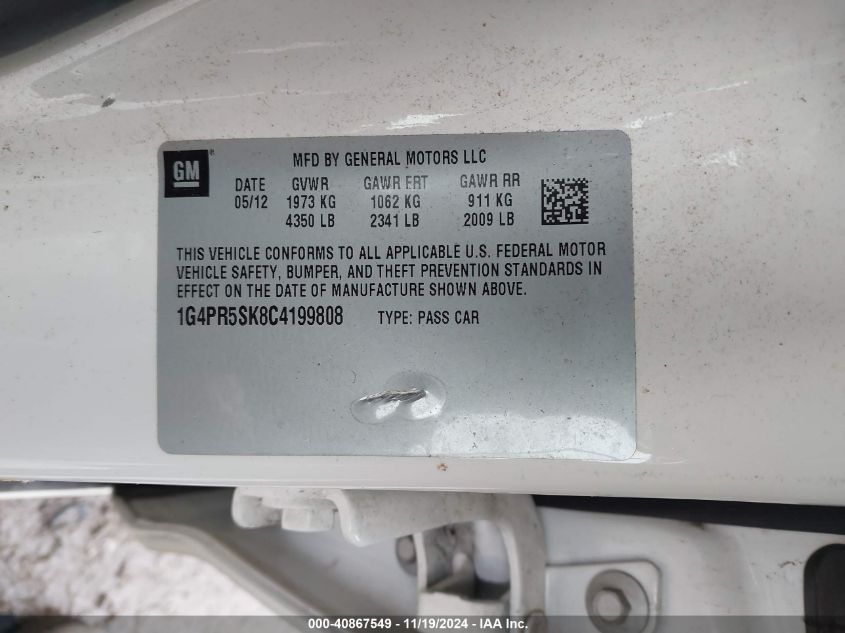 GM
MFD BY GENERAL MOTORS LLC
DATE GVWR GAWR FRT GAWR RR
05/12 1973 KG 1062 KG 911 KG
4350 LB 2341 LB 2009 LB
THIS VEHICLE CONFORMS TO ALL APPLICABLE U.S. FEDERAL MOTOR
VEHICLE SAFETY, BUMPER, AND THEFT PREVENTION STANDARDS IN
EFFECT ON THE DATE OF MANUFACTURE SHOWN ABOVE.
1G4PR5SK8C4199808 TYPE: PASS CAR
000-40867549 - 11/19/2024 - IAA Inc.